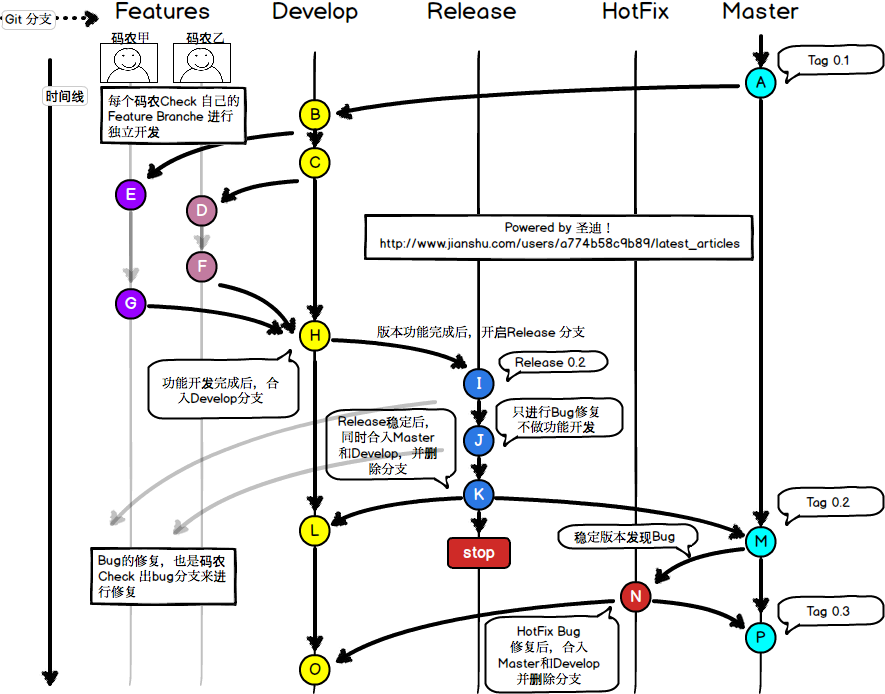 Git 分支
Features
Develop
Release
HotFix
Master
码农甲
码农乙
时间线
Tag 0.1
A
每个码农Check 自己的
Feature Branche 进行
独立开发
B
C
E
D
Powered by 圣迪！
http://www.jianshu.com/users/a774b58c9b89/latest_articles
F
G
H
版本功能完成后，开启Release 分支
Release 0.2
I
功能开发完成后，合
入Develop分支
只进行Bug修复
不做功能开发
J
Release稳定后，
同时合入Master
和Develop，并删
除分支
K
Tag 0.2
L
M
稳定版本发现Bug
stop
Bug的修复，也是码农
Check 出bug分支来进
行修复
N
Tag 0.3
P
HotFix Bug
修复后，合入
Master和Develop
并删除分支
O